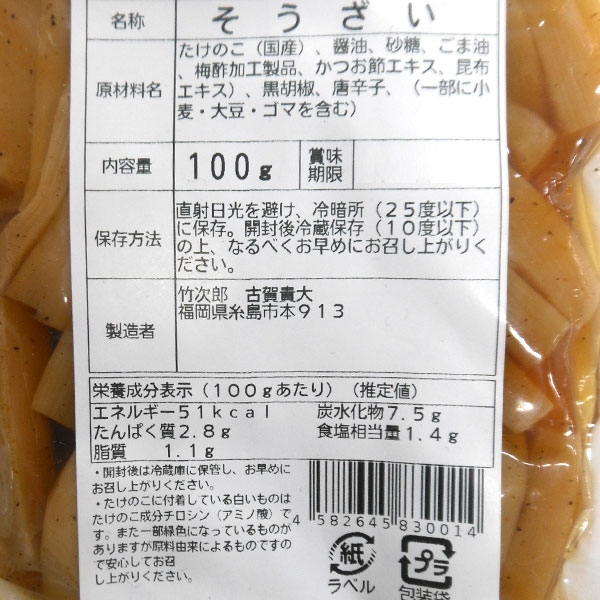 名称 そうざい
原材料名 たけのこ(国産)、醤油、砂糖、ごま油
、梅酢加工製品、かつお節エキス、昆布
エキス)、黒胡椒、唐辛子、(一部に小
麦・大豆・ゴマを含む)
内容量 100g 賞味
期限
保存方法 直射日光を避け、冷暗所(25度以下)
に保存。開封後冷蔵保存(10度以下)
の上、なるべくお早めにお召し上がりく
ださい。
製造者 竹次郎 古賀貴大
福岡県糸島市本913
栄養成分表示(100gあたり)(推定値)
エネルギー51kcal 炭水化物7.5g
たんぱく質2.8g 食塩相当量1.4g
脂質 1.1g
・開封後は冷蔵庫に保管し、お早めに
お召し上がりください。
・たけのこに付着している白いものは
たけのこ成分チロシン(アミノ酸)で
す。また一部緑色になっているものが
ありますが原料由来によるものですの
で安心してお召
し上がりください。
4 582645 830014
紙
ラベル
プラ
包装袋